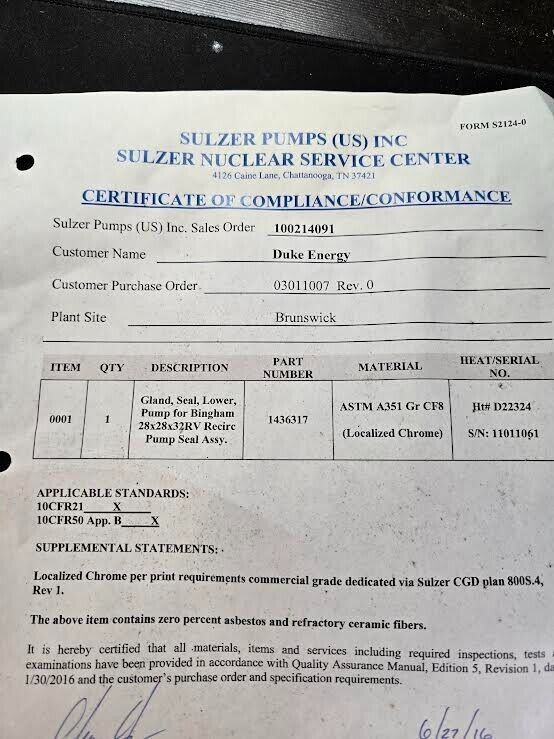 FORM S2124-0
SULZER PUMPS (US) INC
SULZER NUCLEAR SERVICE CENTER
4126 Caine Lane, Chattanooga, TN 37421
CERTIFICATE OF COMPLIANCE/CONFORMANCE
Sulzer Pumps (US) Inc. Sales Order 100214091
Customer Name Duke Energy
Customer Purchase Order 03011007 Rev. 0
Plant Site Brunswick
ITEM QTY DESCRIPTION PART NUMBER MATERIAL HEAT/SERIAL NO.
0001 1 Gland, Seal, Lower, Pump for Bingham 28x28x32RV Recirc Pump Seal Assy. 1436317 ASTM A351 Gr CF8 (Localized Chrome) Ht# D22324 S/N: 11011061
APPLICABLE STANDARDS:
10CFR21 X
10CFR50 App. B X
SUPPLEMENTAL STATEMENTS:
Localized Chrome per print requirements commercial grade dedicated via Sulzer CGD plan 800S.4,
Rev 1.
The above item contains zero percent asbestos and refractory ceramic fibers.
It is hereby certified that all materials, items and services including required inspections, tests
examinations have been provided in accordance with Quality Assurance Manual, Edition 5, Revision 1, da
1/30/2016 and the customer's purchase order and specification requirements.
6/27/16